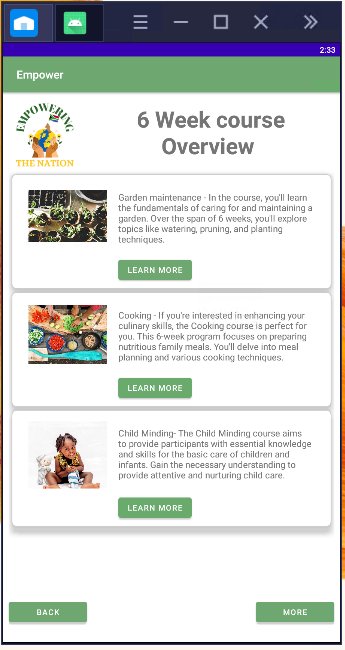 2:33
Empower
EMPOWERING
THE NATION
6 Week course
Overview
Garden maintenance - In the course, you'll learn
the fundamentals of caring for and maintaining a
garden. Over the span of 6 weeks, you'll explore
topics like watering, pruning, and planting
techniques.
LEARN MORE
Cooking - If you're interested in enhancing your
culinary skills, the Cooking course is perfect for
you. This 6-week program focuses on preparing
nutritious family meals. You'll delve into meal
planning and various cooking techniques.
LEARN MORE
Child Minding- The Child Minding course aims
to provide participants with essential knowledge
and skills for the basic care of children and
infants. Gain the necessary understanding to
provide attentive and nurturing child care.
LEARN MORE
BACK
MORE